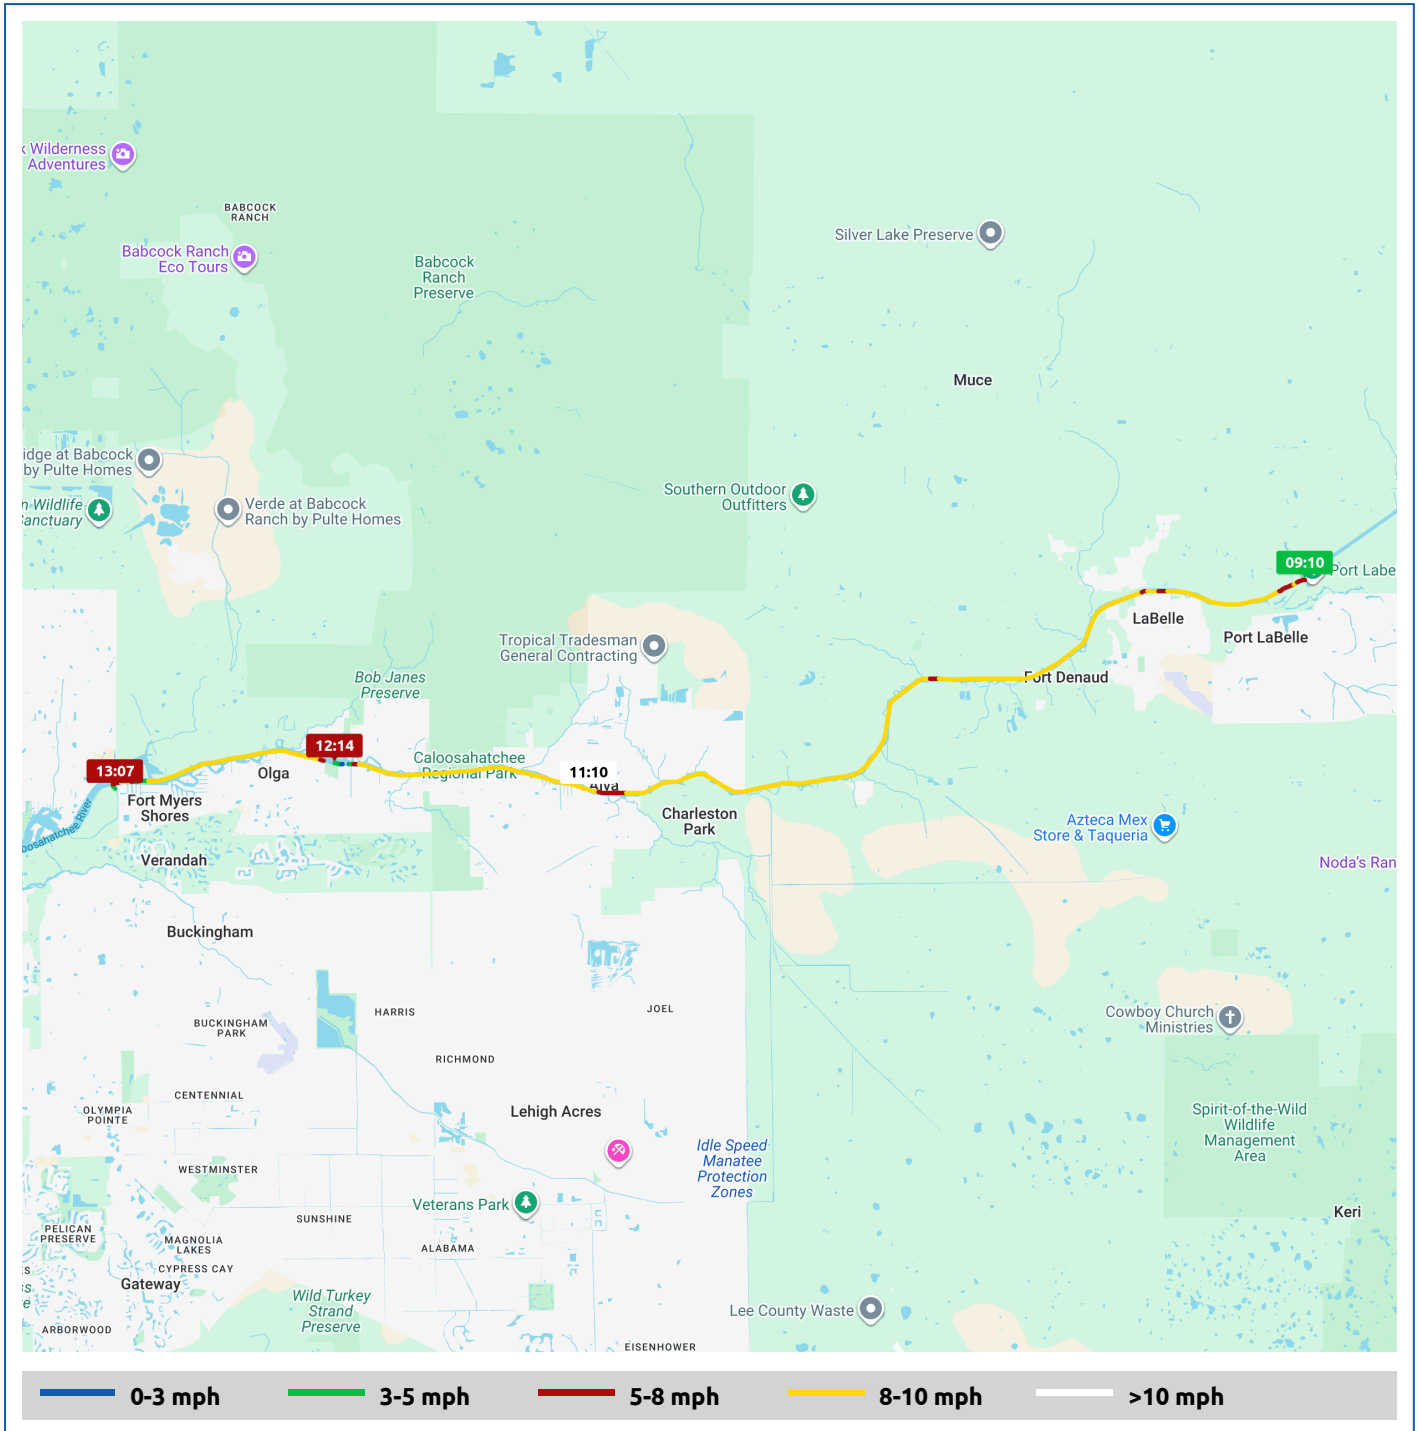 k Wilderness
Adventures
BABCOCK
RANCH
Babcock Ranch
Eco Tours
Babcock
Ranch
Preserve
Silver Lake Preserve
Muce
idge at Babcock
by Pulte Homes
n Wildlife
Sanctuary
Verde at Babcock
Ranch by Pulte Homes
Southern Outdoor
Outfitters
09:10
Port Labe
LaBelle
Port LaBelle
Tropical Tradesman
General Contracting
Bob Janes
Preserve
Fort Denaud
12:14
13:07
Olga
Caloosahatchee
Regional Park
11:10
Alva
Fort Myers
Shores
oosahatchee River
Charleston
Park
Azteca Mex
Store & Taqueria
Verandah
Noda's Ran
Buckingham
HARRIS
JOEL
BUCKINGHAM
PARK
Cowboy Church
Ministries
RICHMOND
CENTENNIAL
OLYMPIA
POINTE
Lehigh Acres
Spirit-of-the-Wild
Wildlife
Management
Area
Idle Speed
Manatee
Protection
Zones
WESTMINSTER
Veterans Park
Keri
SUNSHINE
PELICAN
PRESERVE
MAGNOLIA
LAKES
ALABAMA
CYPRESS CAY
S
ss
e
Gateway
Wild Turkey
Strand
Preserve
Lee County Waste
ARBORWOOD
EISENHOWER
0-3 mph
3-5 mph
5-8 mph
8-10 mph
>10 mph